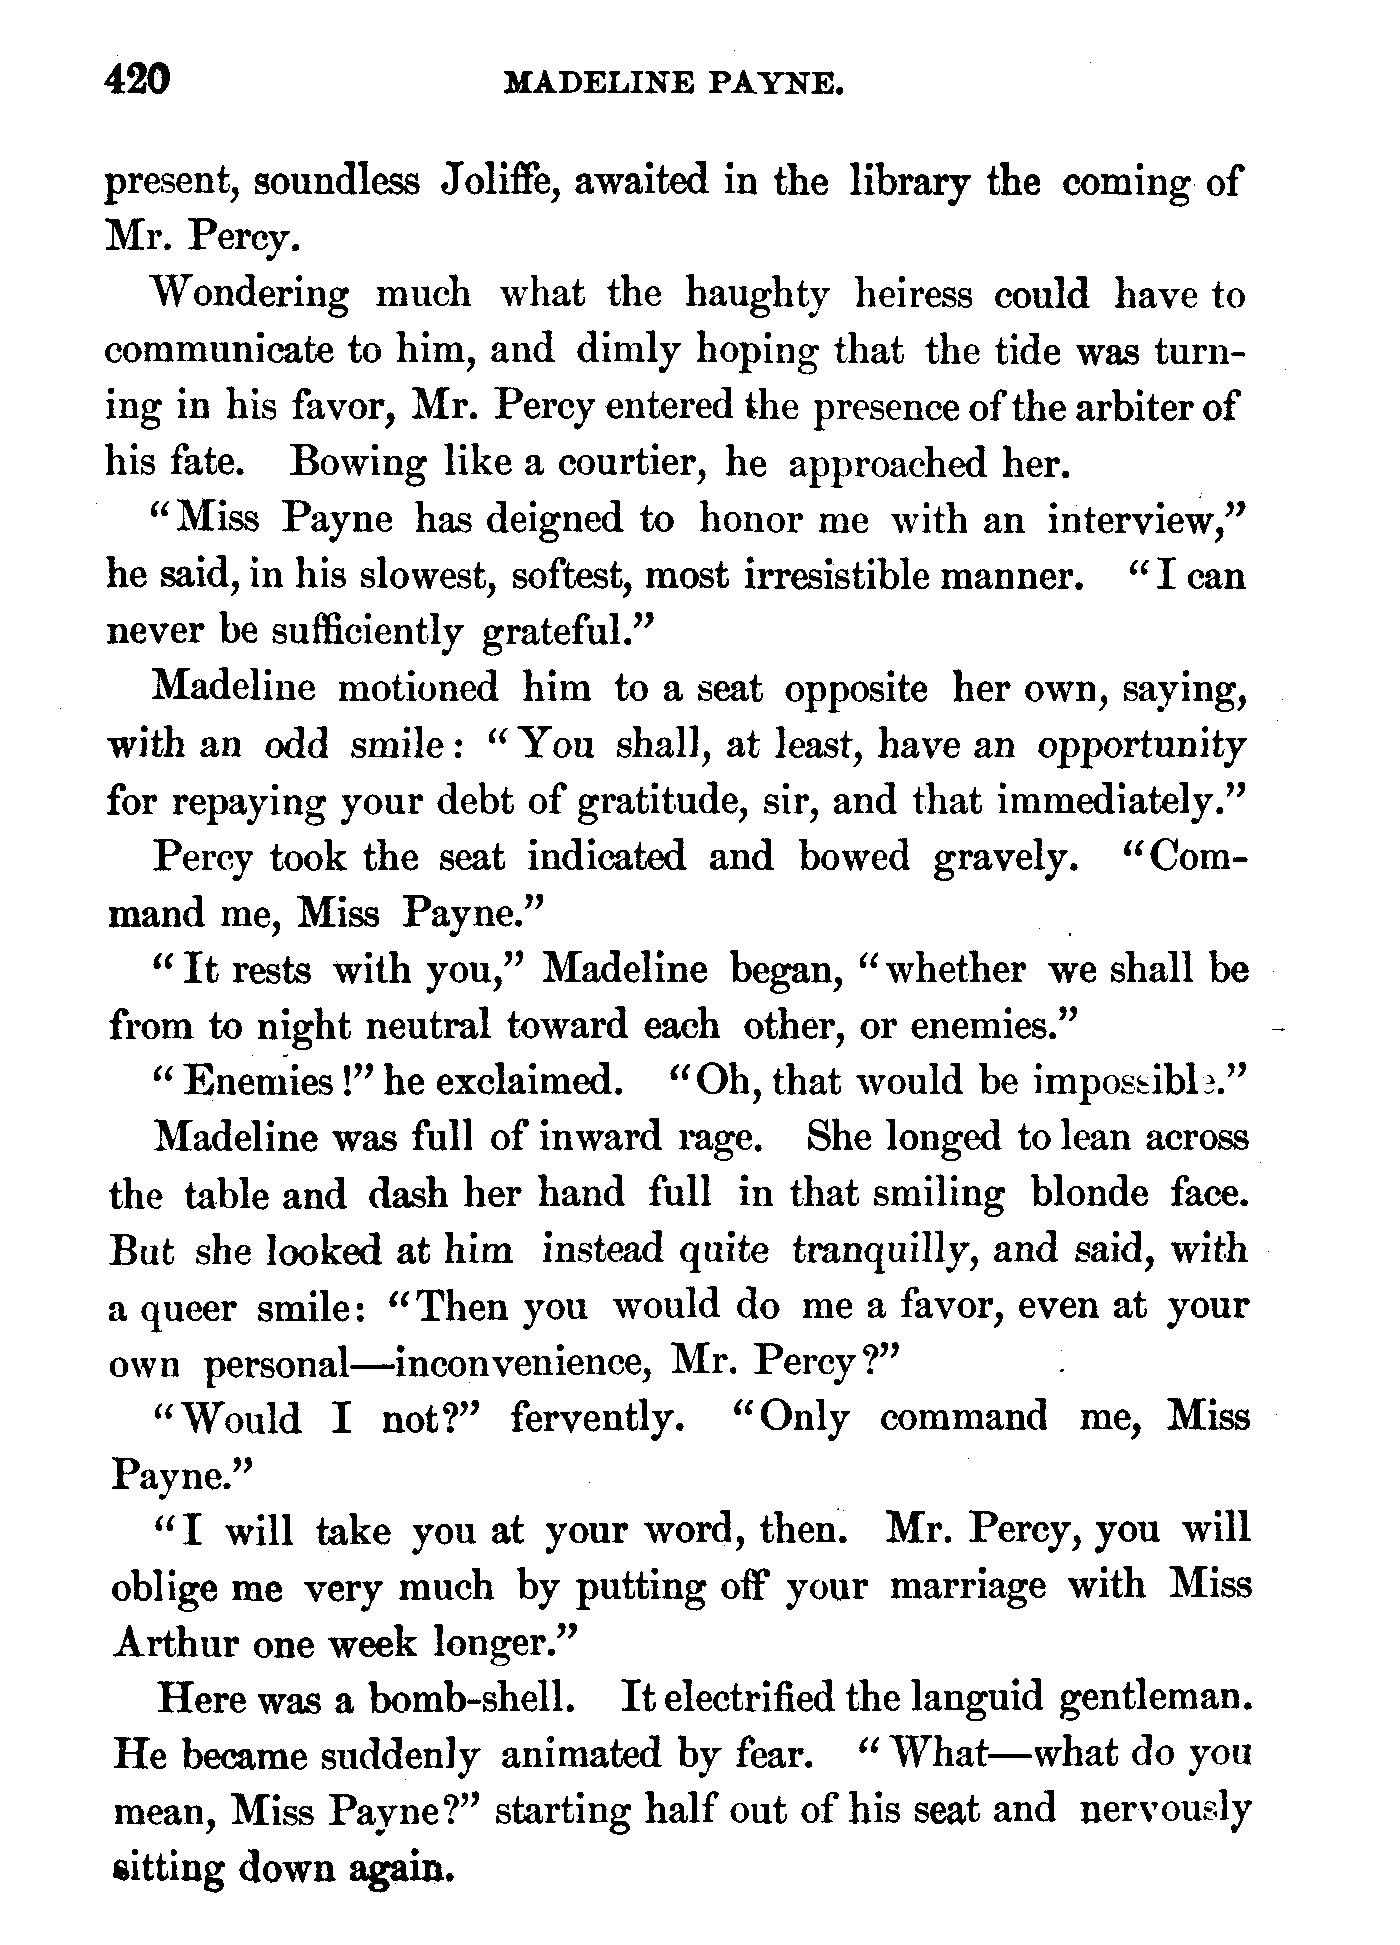 420 MADELINE PAYNE.
present, soundless Joliffe, awaited in the library the coming of
Mr. Percy.
Wondering much what the haughty heiress could have to
communicate to him, and dimly hoping that the tide was turn-
ing in his favor, Mr. Percy entered the presence of the arbiter of
his fate. Bowing like a courtier, he approached her.
“Miss Payne has deigned to honor me with an interview,”
he said, in his slowest, softest, most irresistible manner. “I can
never be sufficiently grateful.”
Madeline motioned him to a seat opposite her own, saying,
with an odd smile: “You shall, at least, have an opportunity
for repaying your debt of gratitude, sir, and that immediately.”
Percy took the seat indicated and bowed gravely. “Com-
mand me, Miss Payne.”
“It rests with you,” Madeline began, “whether we shall be
from to night neutral toward each other, or enemies.”
“Enemies!” he exclaimed. “Oh, that would be impossible.”
Madeline was full of inward rage. She longed to lean across
the table and dash her hand full in that smiling blonde face.
But she looked at him instead quite tranquilly, and said, with
a queer smile: “Then you would do me a favor, even at your
own personal—inconvenience, Mr. Percy?”
“Would I not?” fervently. “Only command me, Miss
Payne.”
“I will take you at your word, then. Mr. Percy, you will
oblige me very much by putting off your marriage with Miss
Arthur one week longer.”
Here was a bomb-shell. It electrified the languid gentleman.
He became suddenly animated by fear. “What—what do you
mean, Miss Payne?” starting half out of his seat and nervously
sitting down again.